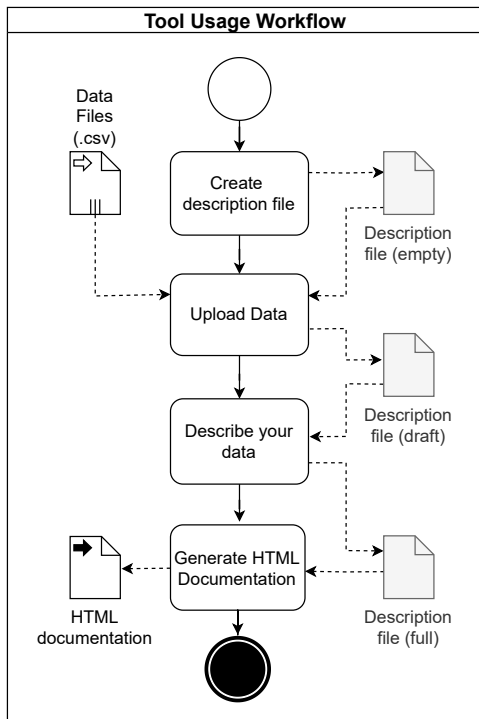 Tool Usage Workflow
Data
Files
(.csv)
Create
description file
Description
file (empty)
Upload Data
Description
file (draft)
Describe your
data
Generate HTML
Documentation
HTML
documentation
Description
file (full)